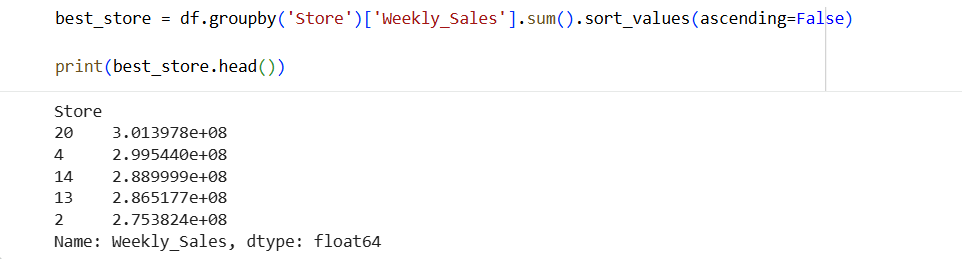 best_store = df.groupby('Store')['Weekly_Sales'].sum().sort_values(ascending=False)
print(best_store.head())
Store
20    3.013978e+08
4     2.995440e+08
14    2.889999e+08
13    2.865177e+08
2     2.753824e+08
Name: Weekly_Sales, dtype: float64